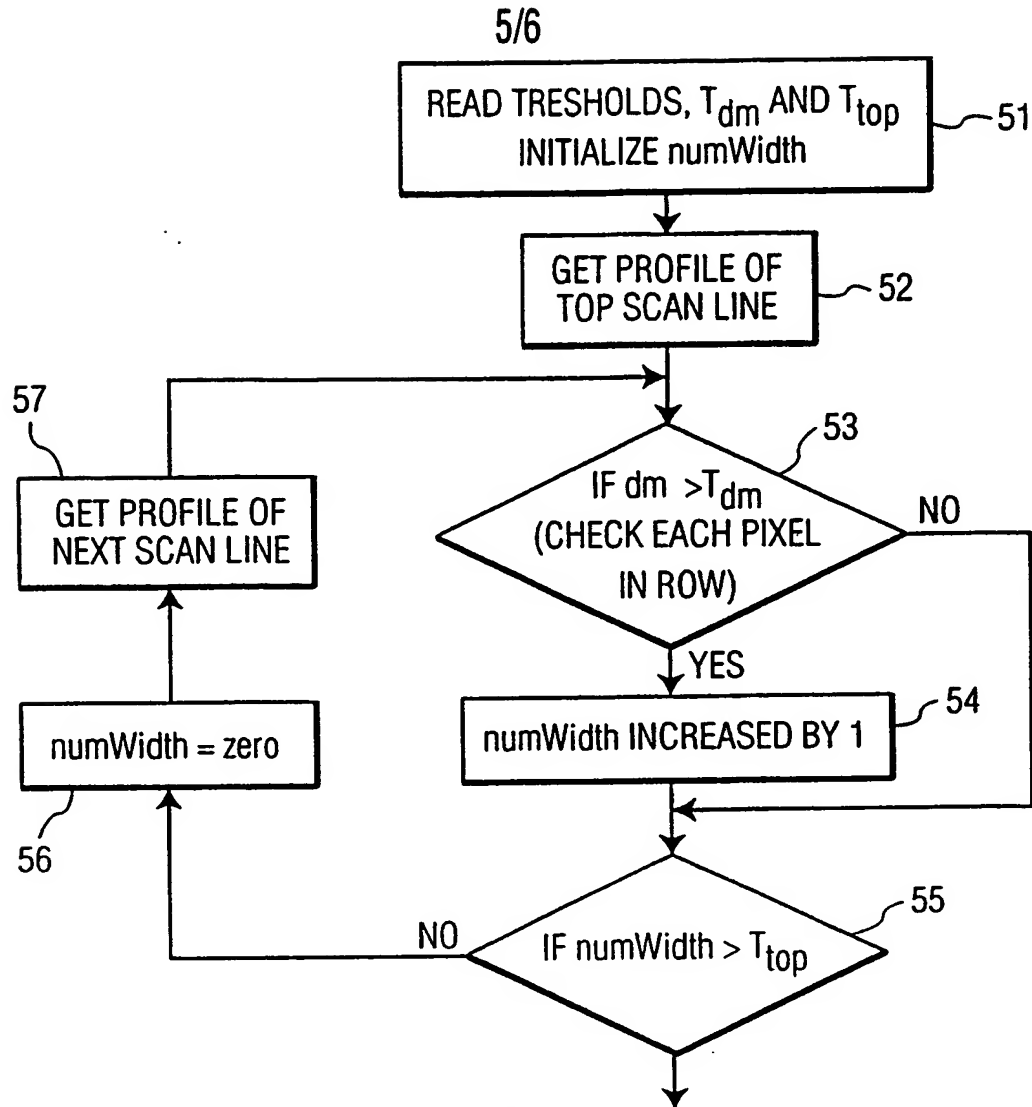 5/6
READ TRESHOLDS, Tdm AND Ttop
INITIALIZE numWidth
51
GET PROFILE OF
TOP SCAN LINE
52
57
GET PROFILE OF
NEXT SCAN LINE
53
IF dm >Tdm
(CHECK EACH PIXEL
IN ROW)
NO
YES
54
numWidth INCREASED BY 1
numWidth = zero
56
55
NO
IF numWidth > Ttop